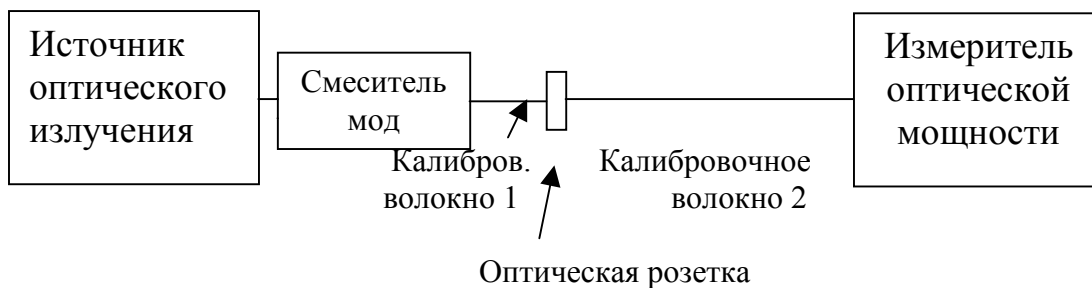 Источник
оптического
излучения
Смеситель
мод
Калибров.
волокно 1
Калибровочное
волокно 2
Измеритель
оптической
мощности
Оптическая розетка